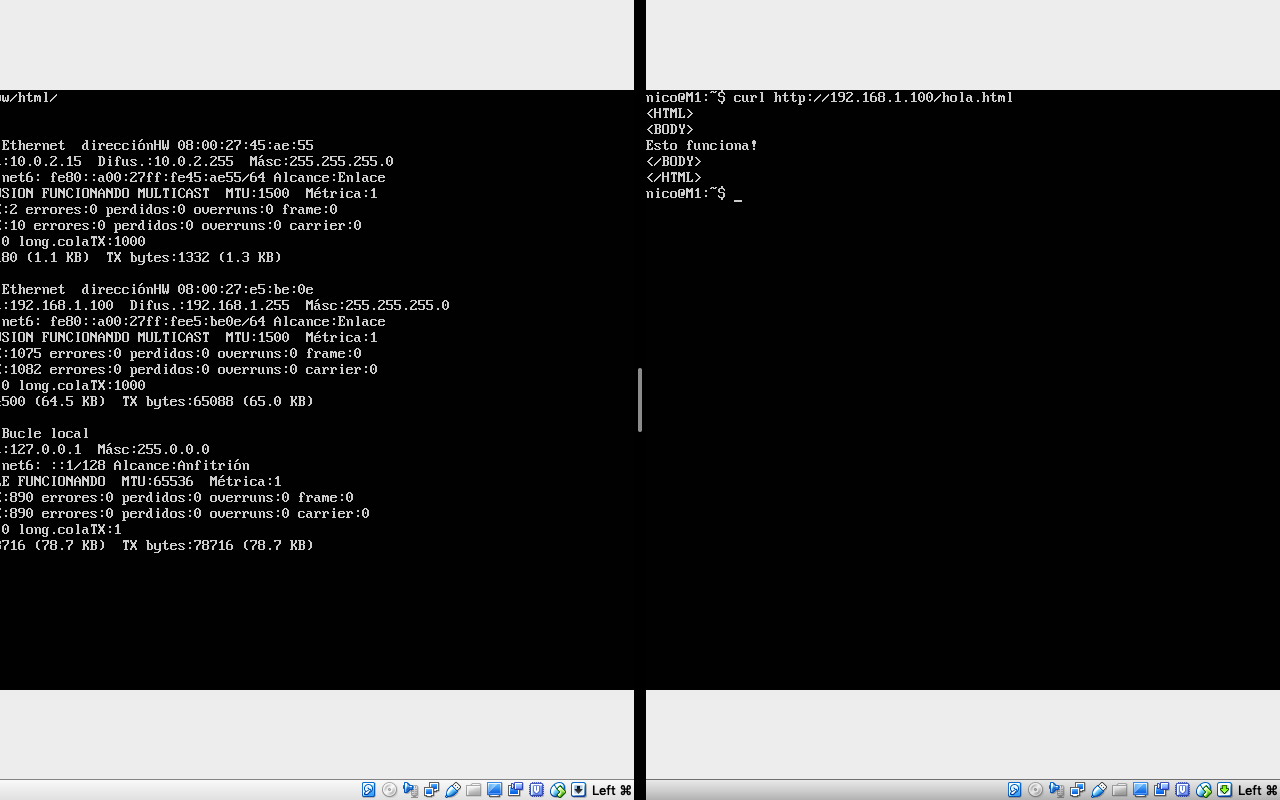 w/html/
Ethernet  direcciónHW 08:00:27:45:ae:55
:10.0.2.15  Difus.:10.0.2.255  Másc:255.255.255.0
net6: fe80::a00:27ff:fe45:ae55/64 Alcance:Enlace
USION FUNCIONANDO MULTICAST  MTU:1500  Métrica:1
:2 errores:0 perdidos:0 overruns:0 frame:0
:10 errores:0 perdidos:0 overruns:0 carrier:0
0 long.colaTX:1000
80 (1.1 KB)  TX bytes:1332 (1.3 KB)
Ethernet  direcciónHW 08:00:27:e5:be:0e
:192.168.1.100  Difus.:192.168.1.255  Másc:255.255.255.0
net6: fe80::a00:27ff:fee5:be0e/64 Alcance:Enlace
USION FUNCIONANDO MULTICAST  MTU:1500  Métrica:1
:1075 errores:0 perdidos:0 overruns:0 frame:0
:1082 errores:0 perdidos:0 overruns:0 carrier:0
0 long.colaTX:1000
500 (64.5 KB)  TX bytes:65088 (65.0 KB)
Bucle local
:127.0.0.1  Másc:255.0.0.0
net6: ::1/128 Alcance:Anfitrión
LE FUNCIONANDO  MTU:65536  Métrica:1
:890 errores:0 perdidos:0 overruns:0 frame:0
:890 errores:0 perdidos:0 overruns:0 carrier:0
0 long.colaTX:1
716 (78.7 KB)  TX bytes:78716 (78.7 KB)
Left ⌘
nico@M1:~$ curl http://192.168.1.100/hola.html
<HTML>
<BODY>
Esto funciona!
</BODY>
</HTML>
nico@M1:~$ _
Left ⌘